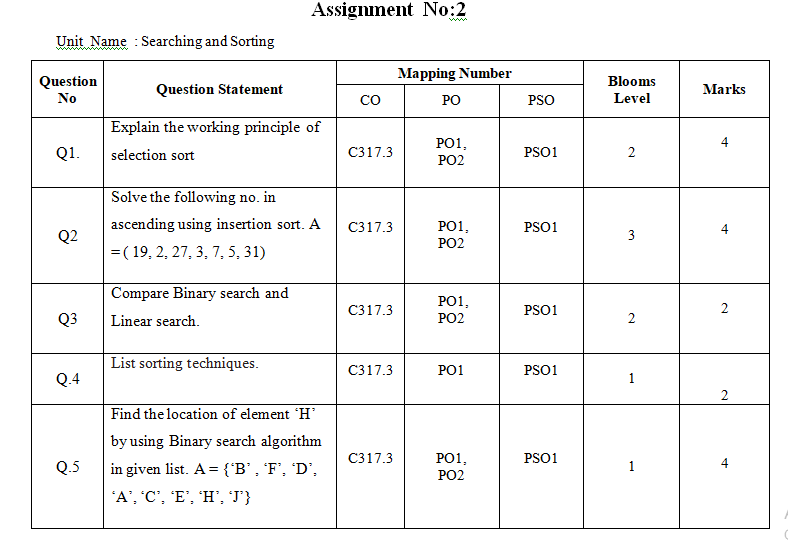 Assignment No:2
Unit Name : Searching and Sorting
Question No | Question Statement | Mapping Number | Blooms Level | Marks
CO | PO | PSO
Q1. | Explain the working principle of selection sort | C317.3 | PO1, PO2 | PSO1 | 2 | 4
Q2 | Solve the following no. in ascending using insertion sort. A =( 19, 2, 27, 3, 7, 5, 31) | C317.3 | PO1, PO2 | PSO1 | 3 | 4
Q3 | Compare Binary search and Linear search. | C317.3 | PO1, PO2 | PSO1 | 2 | 2
Q.4 | List sorting techniques. | C317.3 | PO1 | PSO1 | 1 | 2
Q.5 | Find the location of element ‘H’ by using Binary search algorithm in given list. A = {‘B’ , ‘F’, ‘D’, ‘A’, ‘C’, ‘E’, ‘H’, ‘J’} | C317.3 | PO1, PO2 | PSO1 | 1 | 4